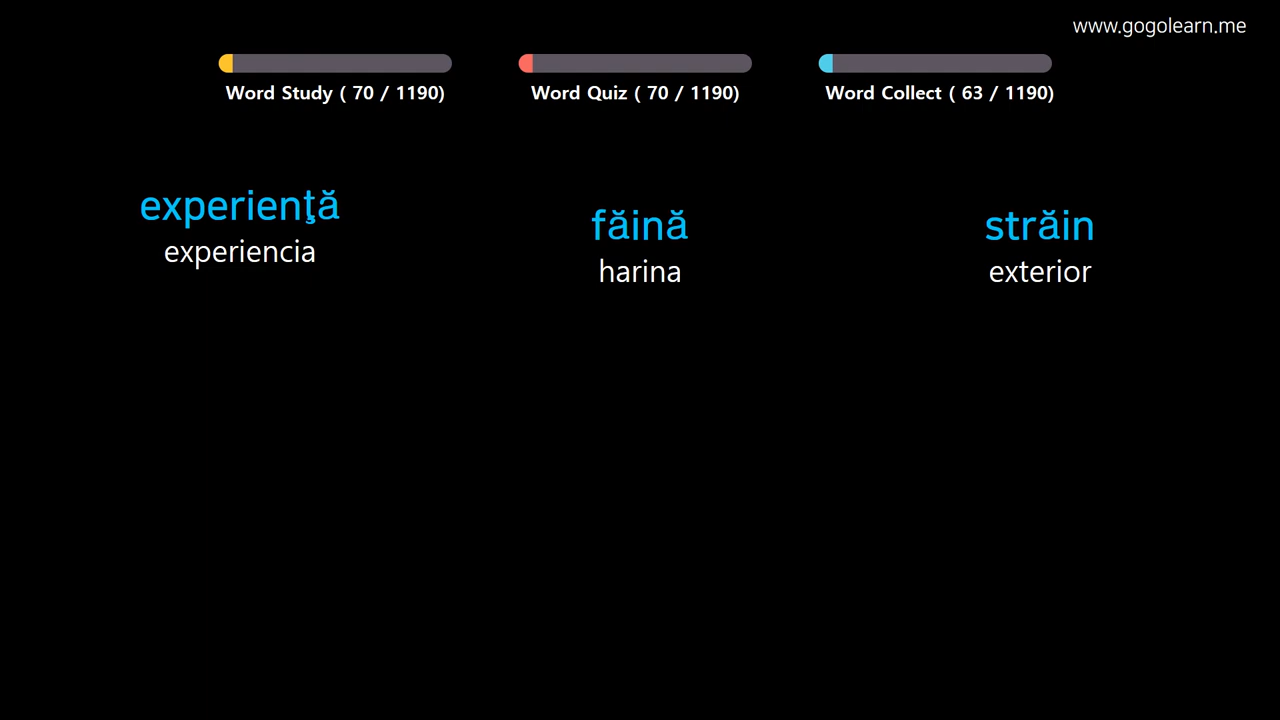 www.gogolearn.me
Word Study ( 70 / 1190)
Word Quiz ( 70 / 1190)
Word Collect ( 63 / 1190)
experienţă
experiencia
făină
harina
străin
exterior